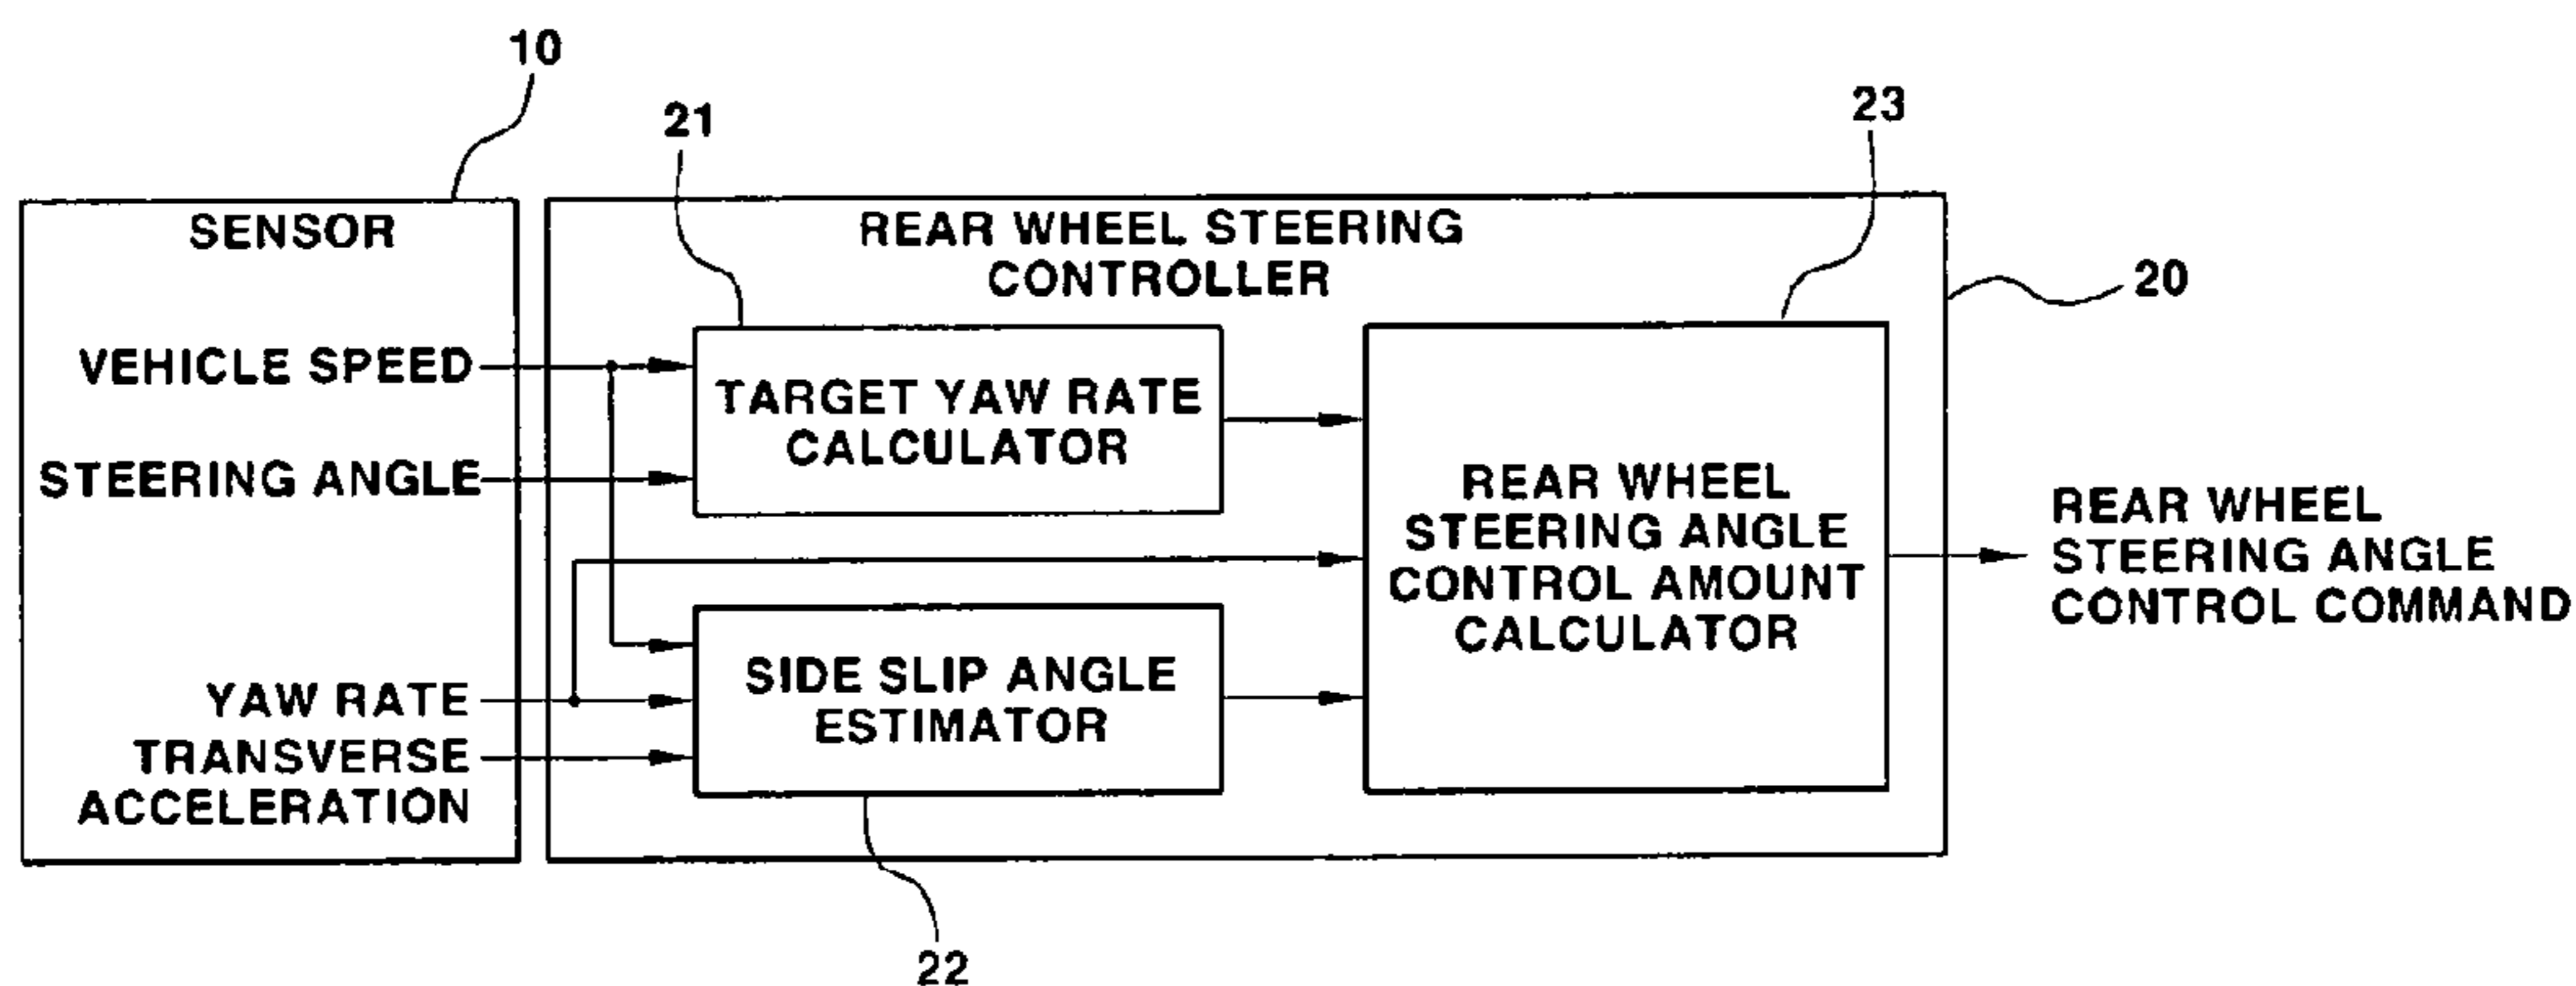 10
21
23
SENSOR
REAR WHEEL STEERING
CONTROLLER
20
VEHICLE SPEED
TARGET YAW RATE
CALCULATOR
STEERING ANGLE
REAR WHEEL
STEERING ANGLE
CONTROL AMOUNT
CALCULATOR
REAR WHEEL
STEERING ANGLE
CONTROL COMMAND
YAW RATE
TRANSVERSE
ACCELERATION
SIDE SLIP ANGLE
ESTIMATOR
22